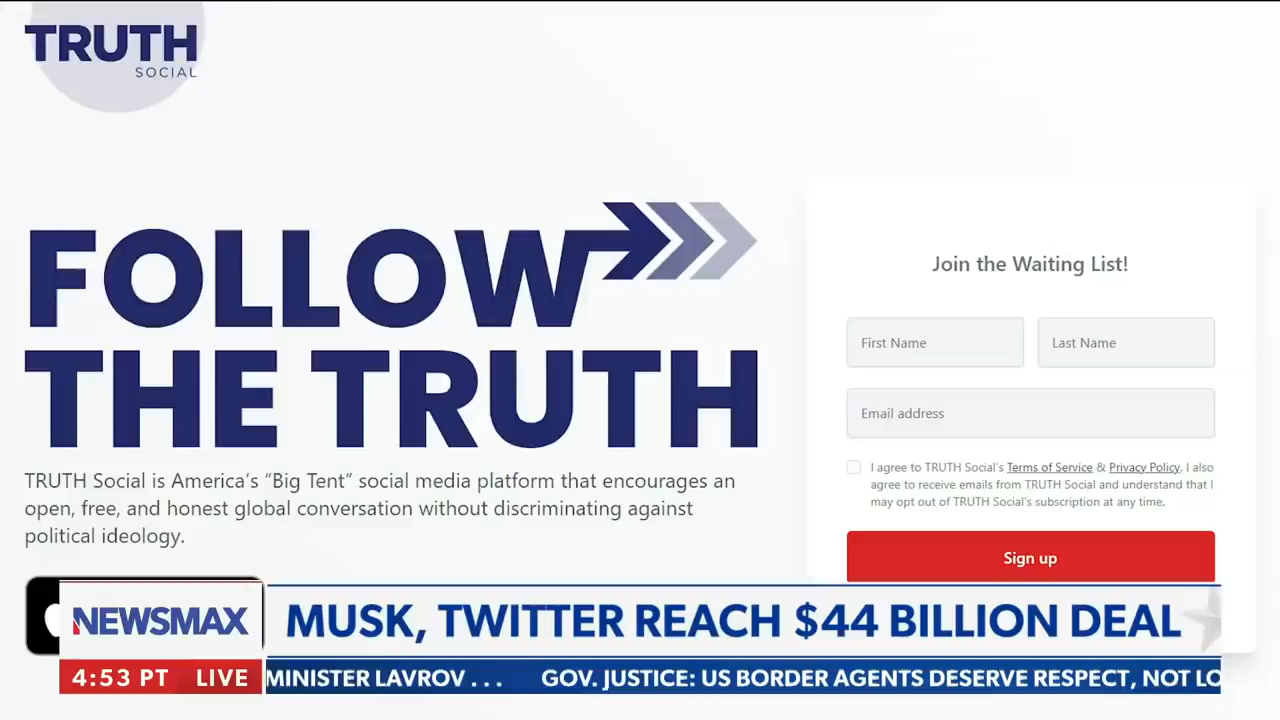 TRUTH
SOCIAL
FOLLOW
THE TRUTH
TRUTH Social is America's “Big Tent” social media platform that encourages an
open, free, and honest global conversation without discriminating against
political ideology.
Join the Waiting List!
First Name
Last Name
Email address
I agree to TRUTH Social's Terms of Service & Privacy Policy. I also
agree to receive emails from TRUTH Social and understand that I
may opt out of TRUTH Social's subscription at any time.
Sign up
NEWSMAX
MUSK, TWITTER REACH $44 BILLION DEAL
4:53 PT LIVE
MINISTER LAVROV . . . GOV. JUSTICE: US BORDER AGENTS DESERVE RESPECT, NOT